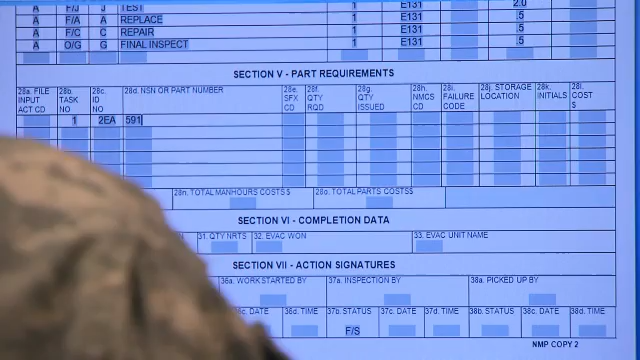 A F/J J TEST 1 E131 2.0
A F/A A REPLACE 1 E131 .5
A F/C C REPAIR 1 E131 .5
A O/G G FINAL INSPECT 1 E131 .5
SECTION V - PART REQUIREMENTS
28a. FILE INPUT ACT CD 28b. TASK NO 28c. ID NO 28d. NSN OR PART NUMBER 28e. SFX CD 28f. QTY RQD 28g. QTY ISSUED 28h. NMCS CD 28i. FAILURE CODE 28j. STORAGE LOCATION 28k. INITIALS 28l. COST $
1 2EA 591
28n. TOTAL MANHOURS COSTS $ 28o. TOTAL PARTS COSTS$
SECTION VI - COMPLETION DATA
31. QTY NRTS 32. EVAC WON 33. EVAC UNIT NAME
SECTION VII - ACTION SIGNATURES
36a. WORK STARTED BY 37a. INSPECTION BY 38a. PICKED UP BY
DATE 36d. TIME 37b. STATUS 37c. DATE 37d. TIME 38b. STATUS 38c. DATE 38d. TIME
F/S
NMP COPY 2